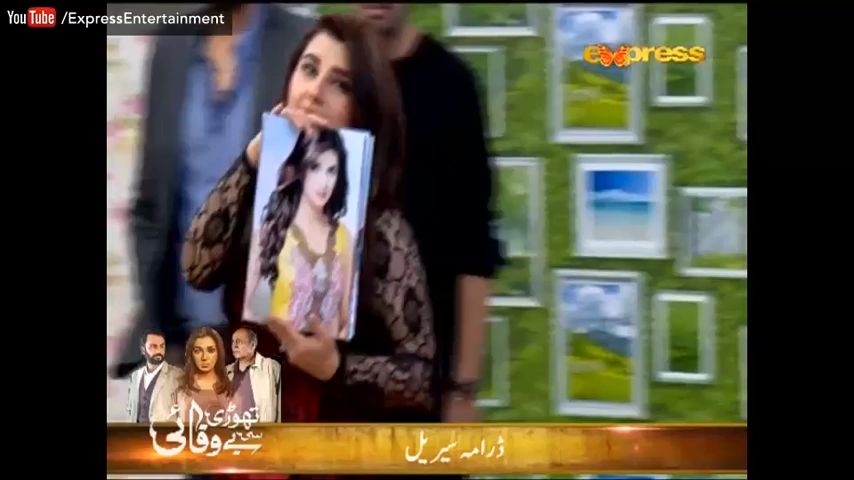 YouTube /ExpressEntertainment
express
تھوڑی سی
بے وفائی
ڈرامہ سیریل